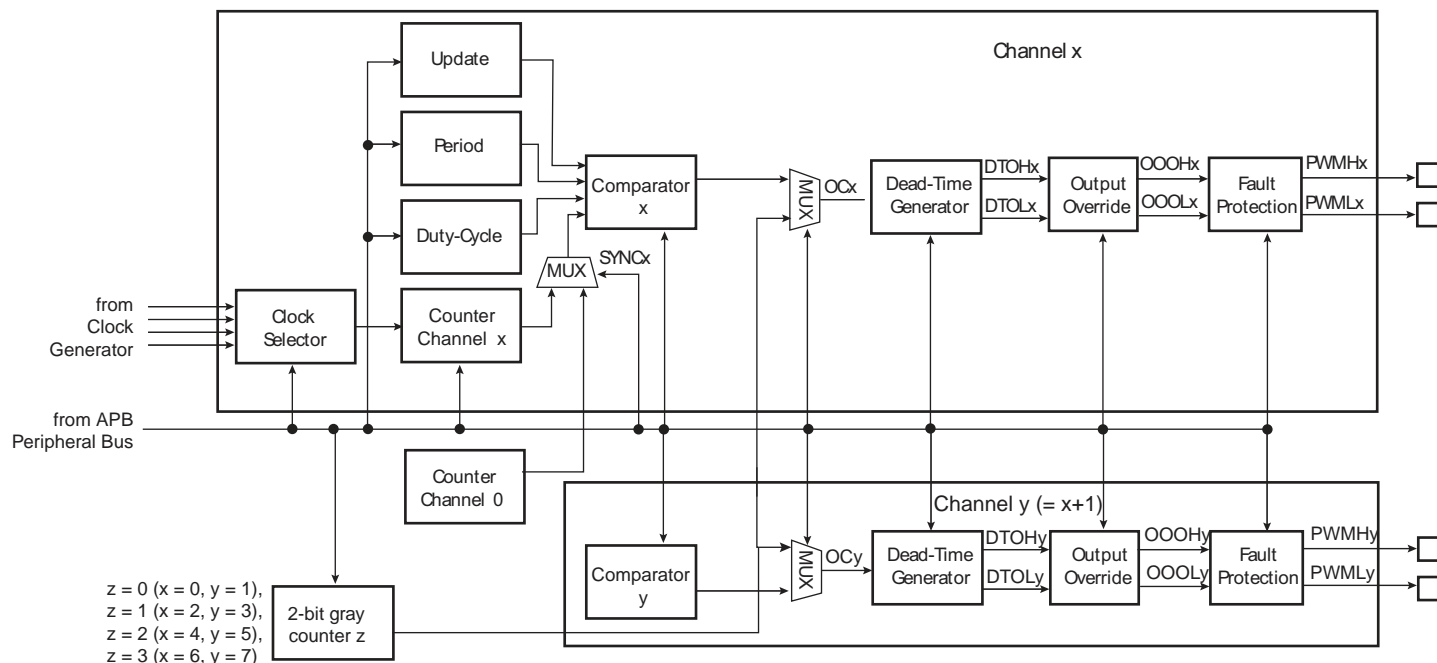 Channel x
Update
Period
Comparator
x
Duty-Cycle
MUX
SYNCx
from
Clock
Generator
Clock
Selector
Counter
Channel x
MUX
OCx
Dead-Time
Generator
DTOHx
DTOLx
Output
Override
OOOHx
OOOLx
Fault
Protection
PWMHx
PWMLx
from APB
Peripheral Bus
Counter
Channel 0
Channel y (= x+1)
Comparator
y
MUX
OCy
Dead-Time
Generator
DTOHy
DTOLy
Output
Override
OOOHy
OOOLy
Fault
Protection
PWMHy
PWMLy
z = 0 (x = 0, y = 1),
z = 1 (x = 2, y = 3),
z = 2 (x = 4, y = 5),
z = 3 (x = 6, y = 7)
2-bit gray
counter z